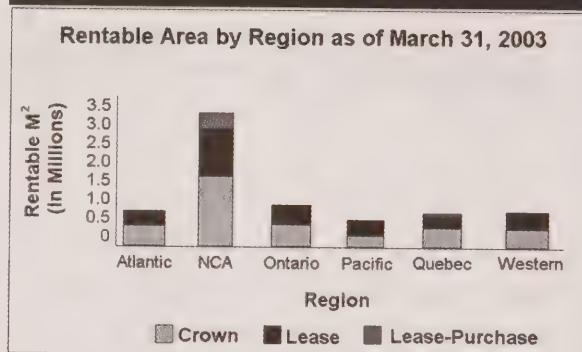 Rentable Area by Region as of March 31, 2003
Rentable M²
(In Millions)
3.5
3.0
2.5
2.0
1.5
1.0
0.5
0
Atlantic NCA Ontario Pacific Quebec Western
Region
Crown Lease Lease-Purchase